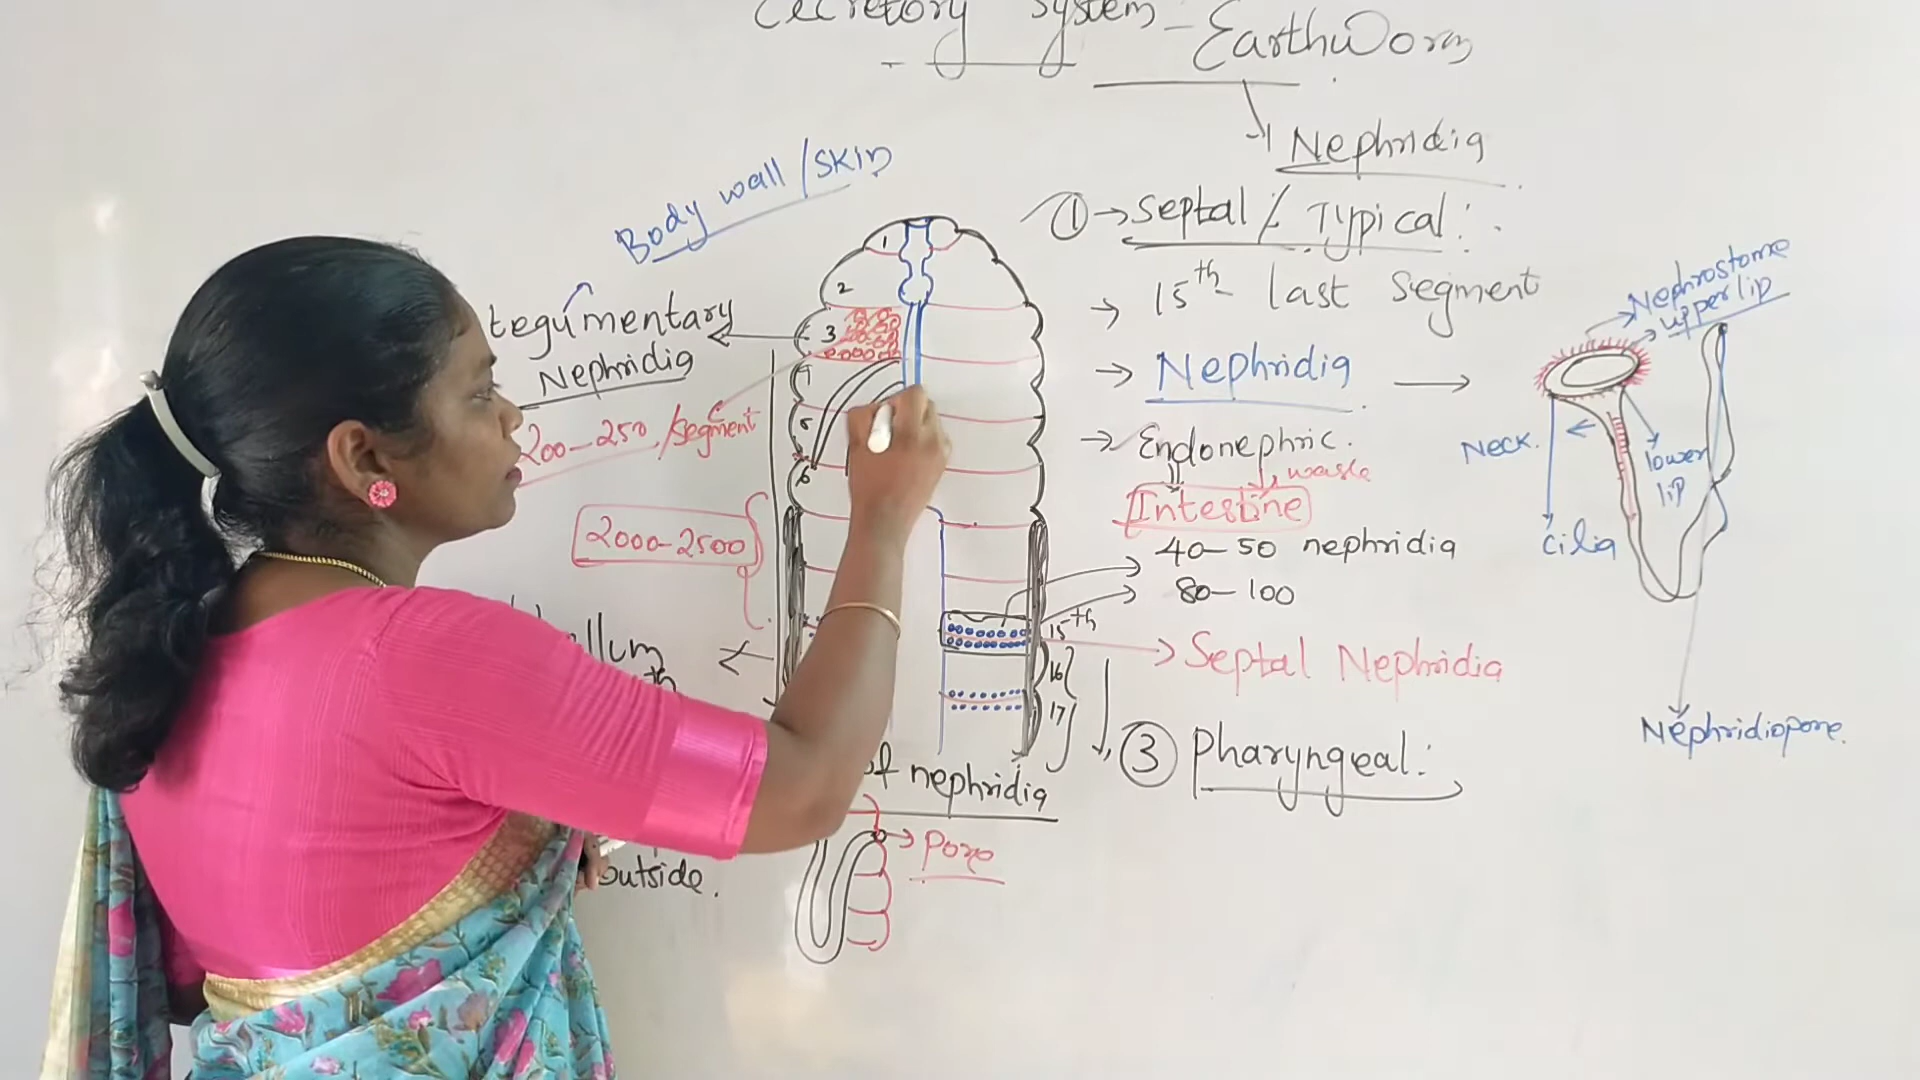 Excretory System - Earthworm
Nephridia
Body wall / SKIN
① → Septal / Typical :
→ 15th last segment
→ Nephridia →
→ Endonephric.
waste
Intestine
40-50 nephridia
80-100
15th
16
17
Septal Nephridia
③ Pharyngeal :
1
2
3
5
6
tegumentary
Nephridia
200-250 /segment
2000-2500
of nephridia
Pore
outside.
Nephrostome
upper lip
Neck.
lower
lip
cilia
Nephridiopore.